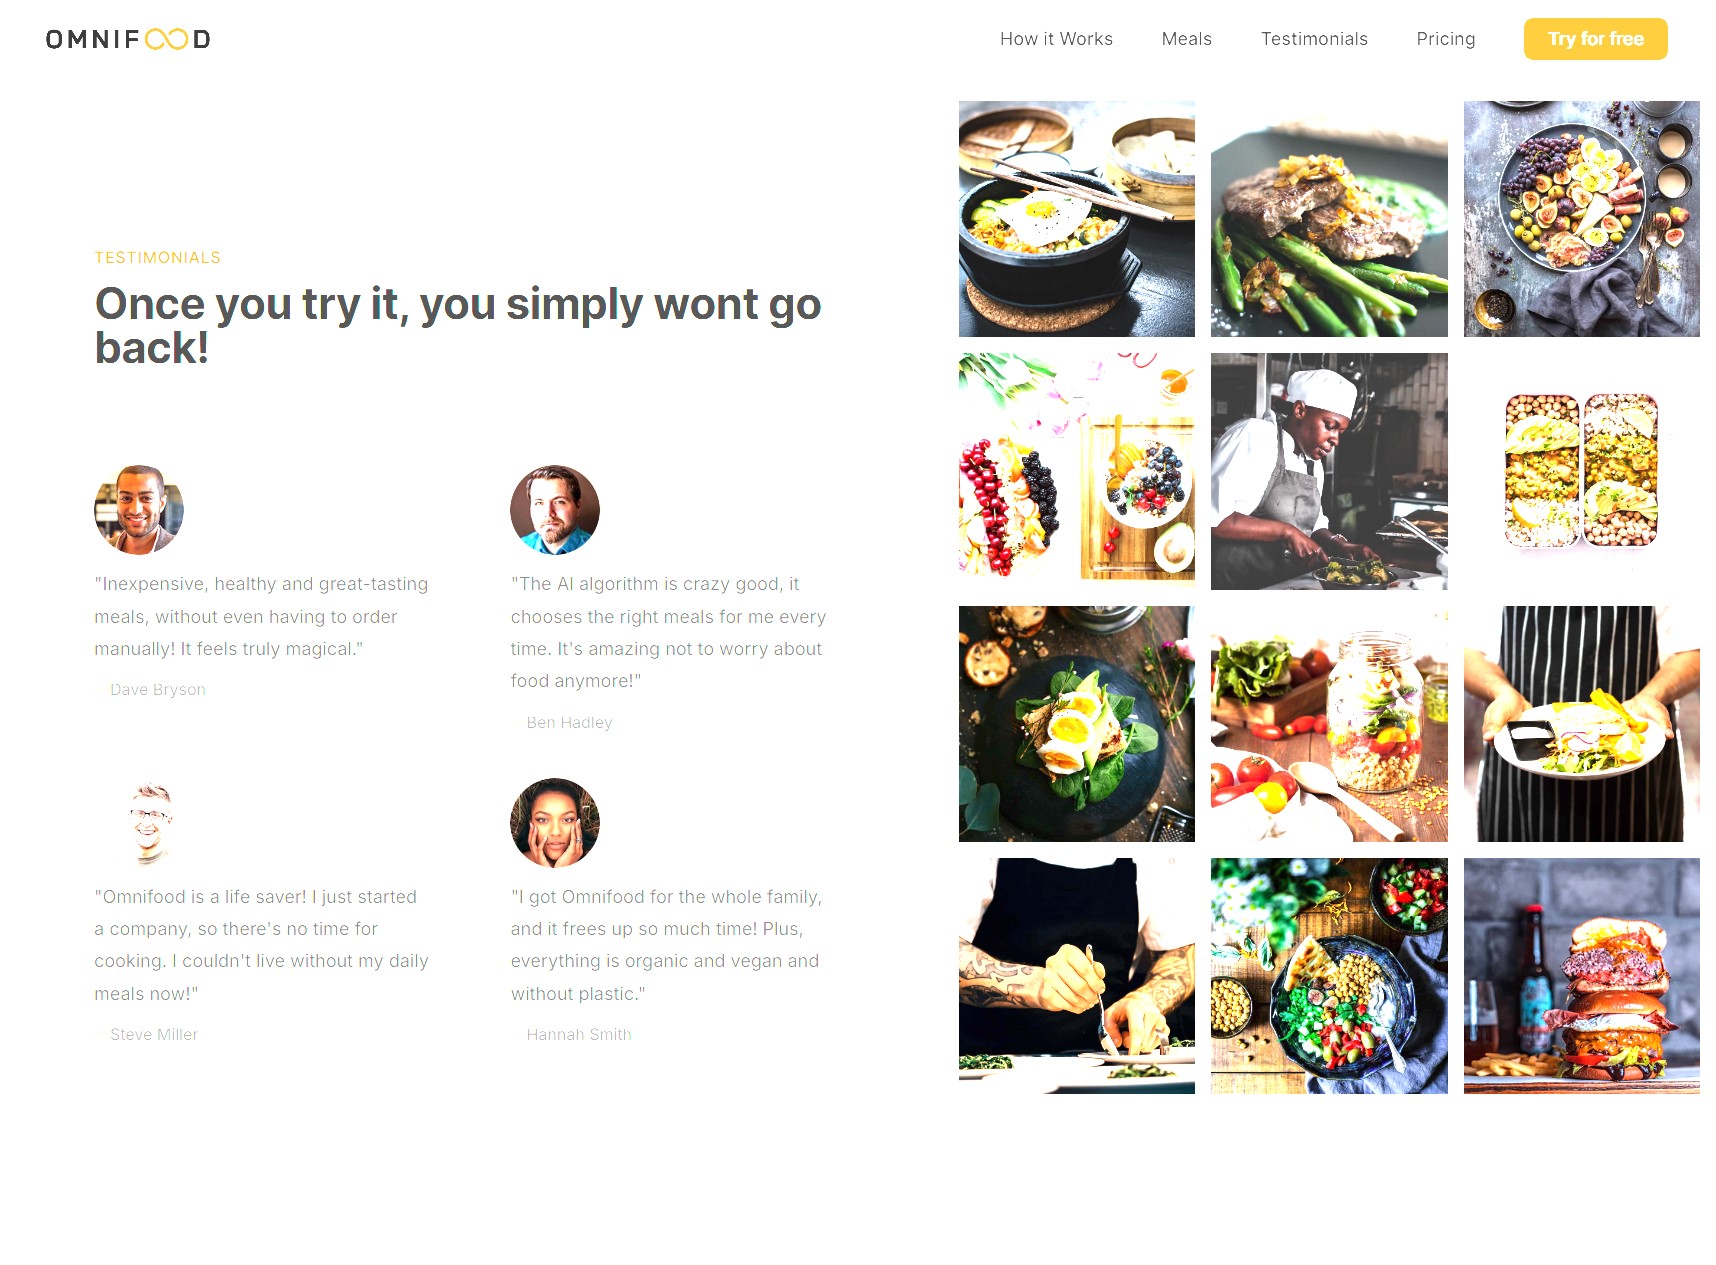 OMNIFOOD
How it Works Meals Testimonials Pricing Try for free
TESTIMONIALS
Once you try it, you simply wont go
back!
"Inexpensive, healthy and great-tasting
meals, without even having to order
manually! It feels truly magical."
Dave Bryson
"The AI algorithm is crazy good, it
chooses the right meals for me every
time. It's amazing not to worry about
food anymore!"
Ben Hadley
"Omnifood is a life saver! I just started
a company, so there's no time for
cooking. I couldn't live without my daily
meals now!"
Steve Miller
"I got Omnifood for the whole family,
and it frees up so much time! Plus,
everything is organic and vegan and
without plastic."
Hannah Smith